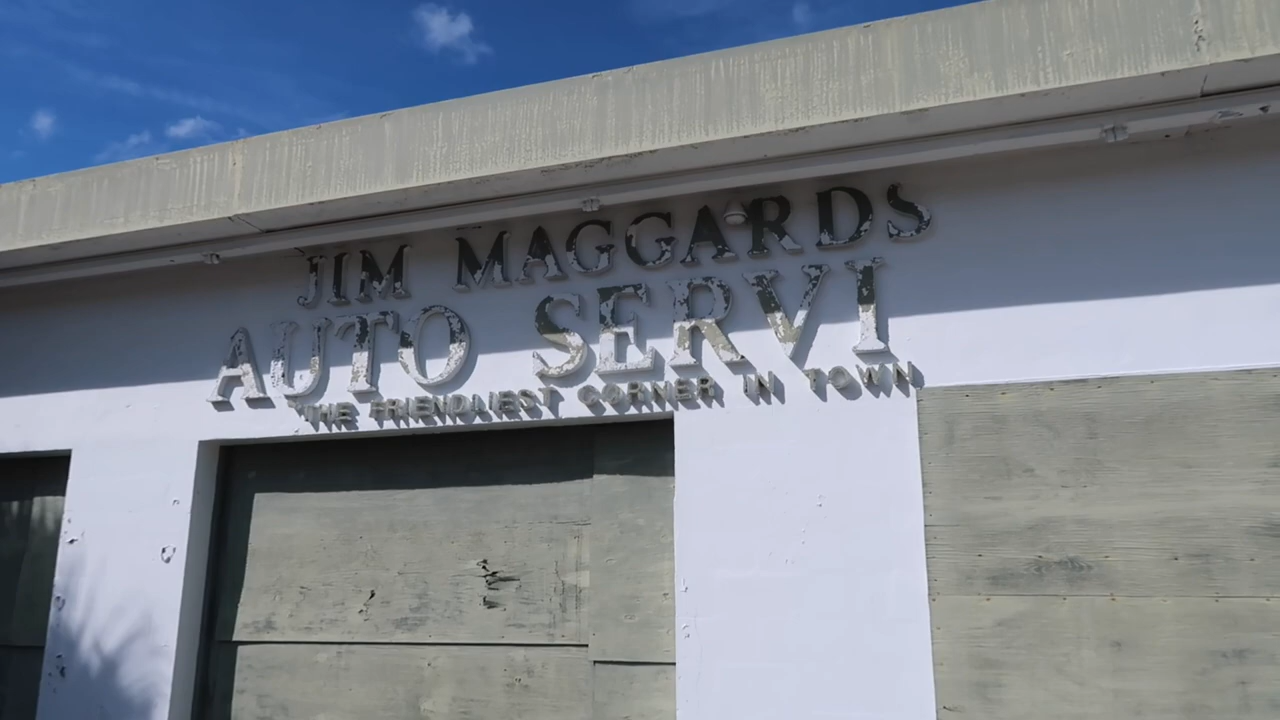 JIM MAGGARDS
AUTO SERVI
"THE FRIENDLIEST CORNER IN TOWN